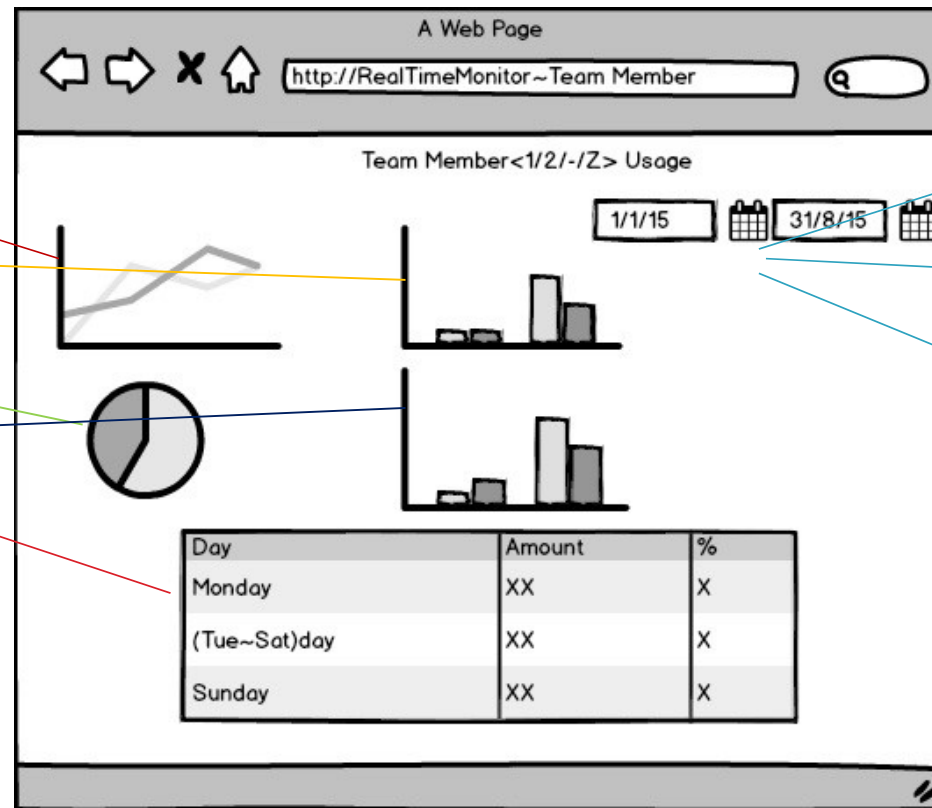 A Web Page
http://RealTimeMonitor~Team Member
Team Member<1/2/-/Z> Usage
1/1/15 31/8/15
Day Amount %
Monday XX X
(Tue~Sat)day XX X
Sunday XX X